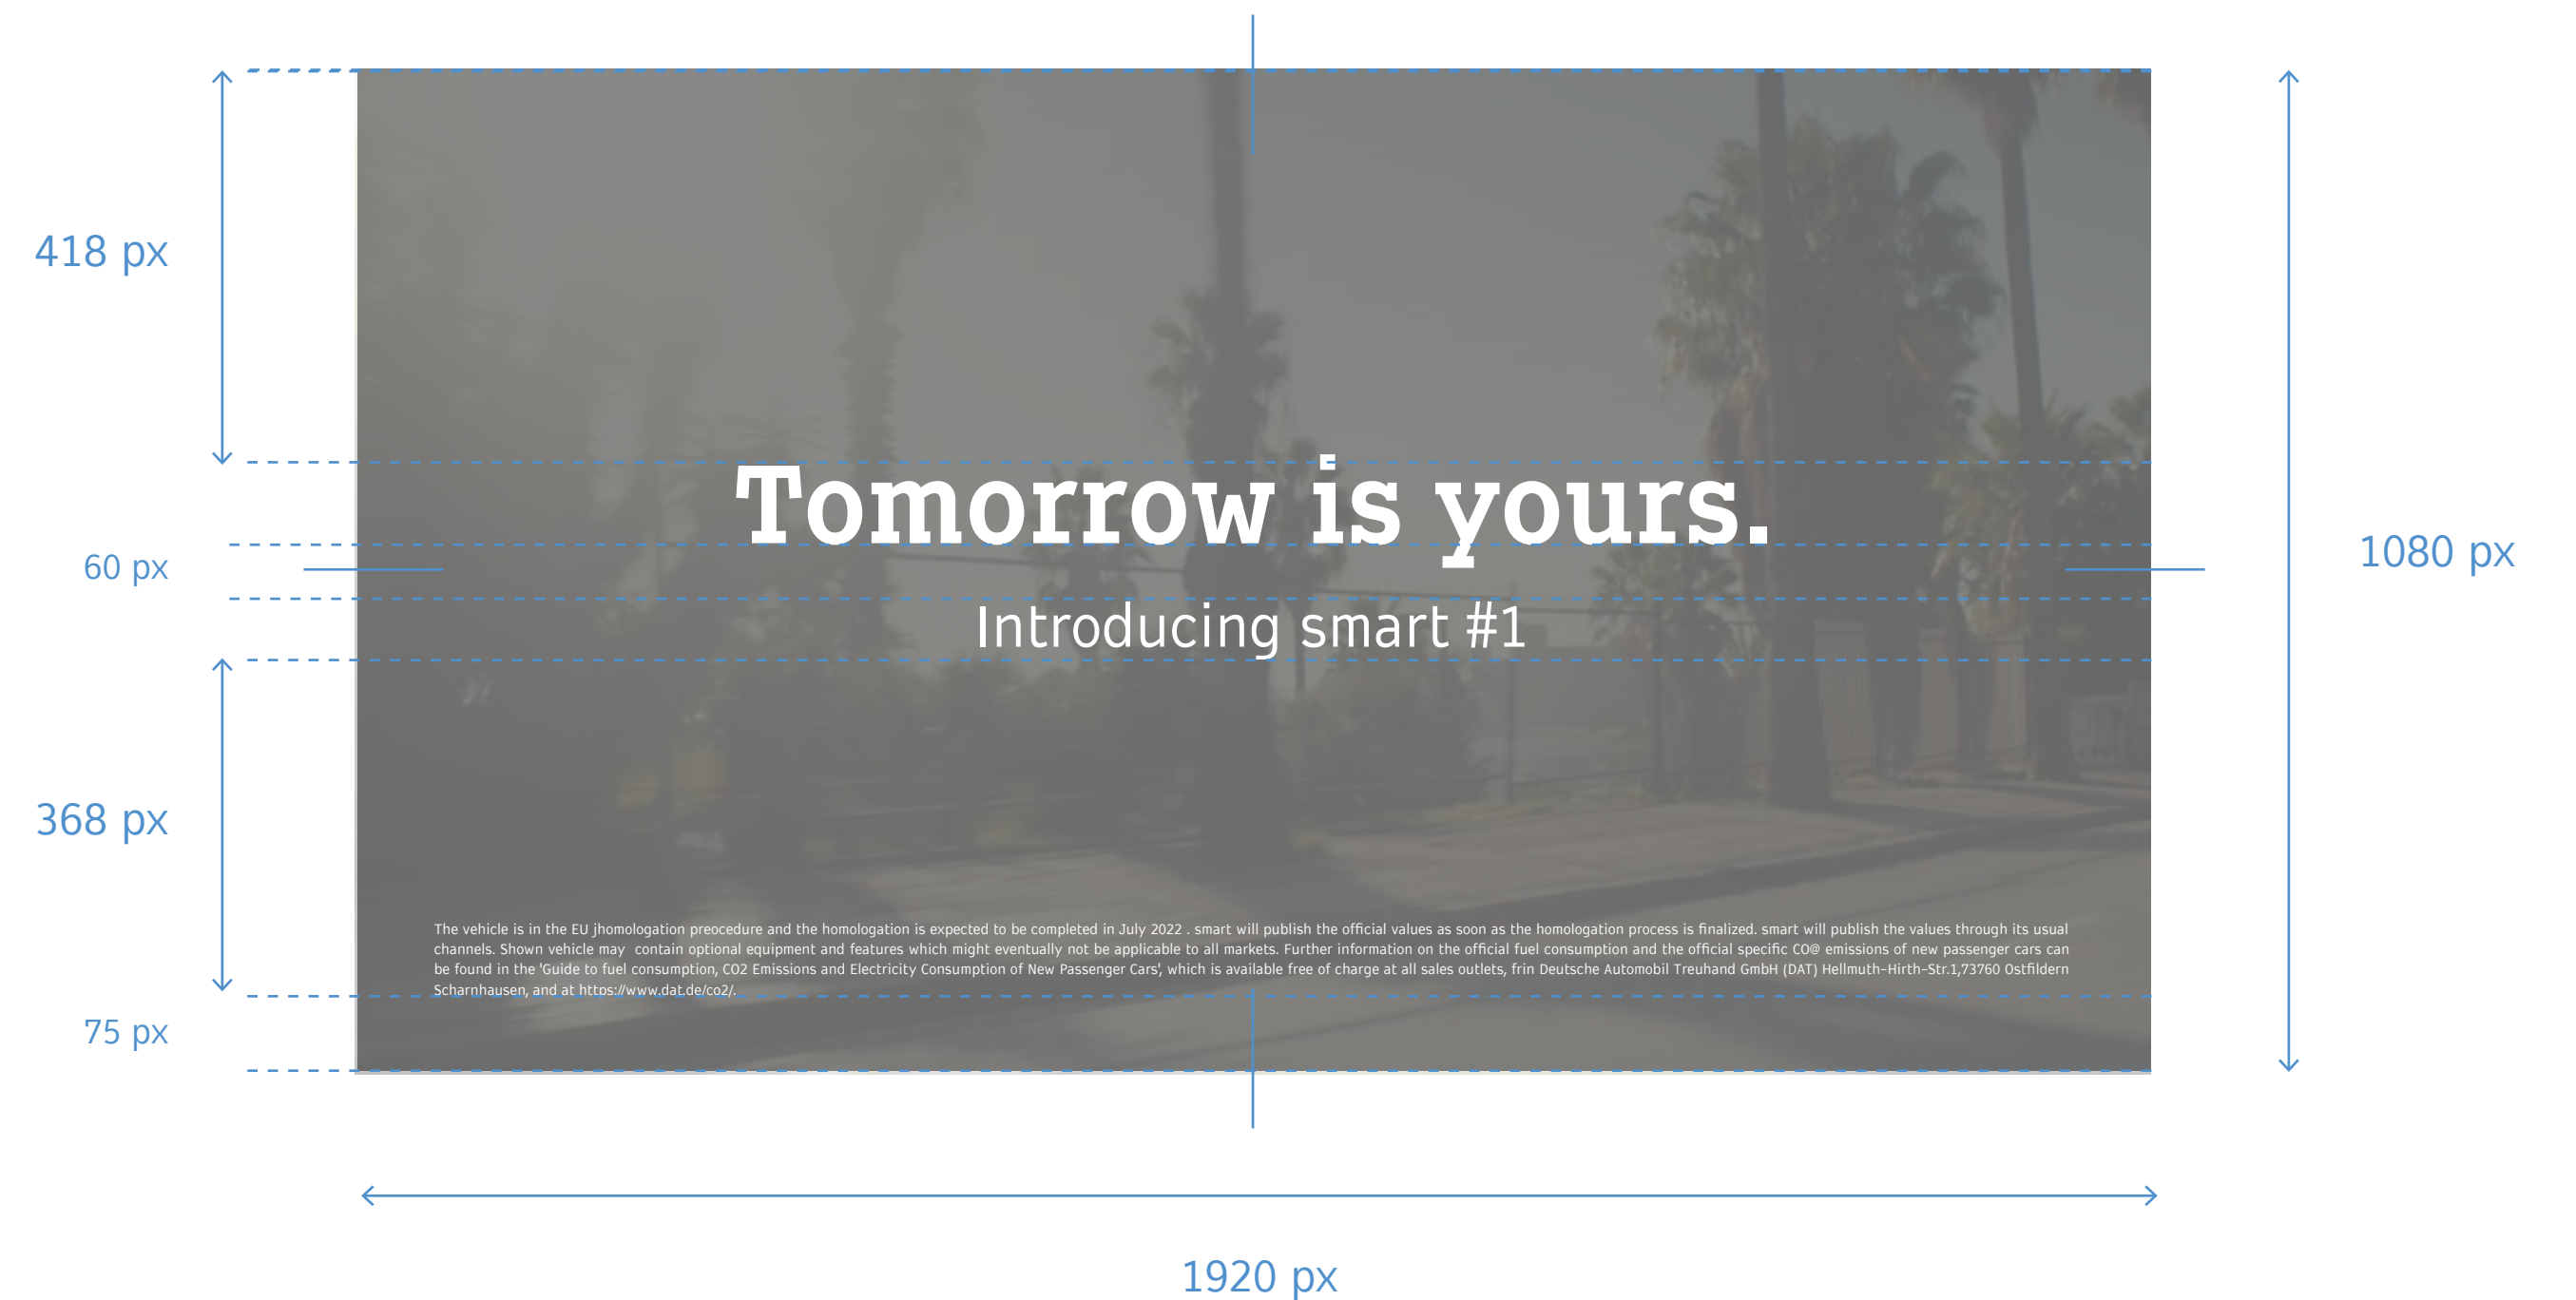 418 px
Tomorrow is yours.
60 px
1080 px
Introducing smart #1
368 px
The vehicle is in the EU jhomologation preocedure and the homologation is expected to be completed in July 2022 . smart will publish the official values as soon as the homologation process is finalized. smart will publish the values through its usual
channels. Shown vehicle may  contain optional equipment and features which might eventually not be applicable to all markets. Further information on the official fuel consumption and the official specific CO@ emissions of new passenger cars can
be found in the 'Guide to fuel consumption, CO2 Emissions and Electricity Consumption of New Passenger Cars', which is available free of charge at all sales outlets, frin Deutsche Automobil Treuhand GmbH (DAT) Hellmuth-Hirth-Str.1,73760 Ostfildern
Scharnhausen, and at https://www.dat.de/co2/.
75 px
1920 px